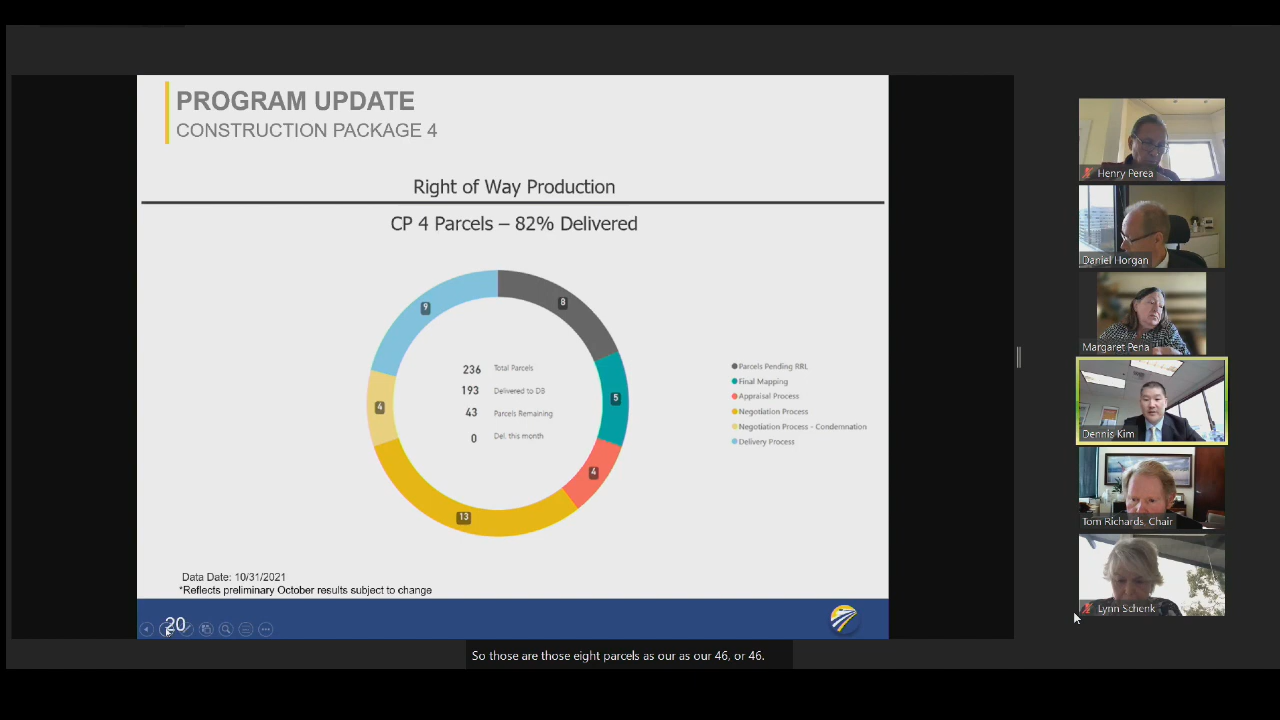 PROGRAM UPDATE
CONSTRUCTION PACKAGE 4
Right of Way Production
CP 4 Parcels – 82% Delivered
8
9
5
4
4
13
236 Total Parcels
193 Delivered to DB
43 Parcels Remaining
0 Del. this month
Parcels Pending RRL
Final Mapping
Appraisal Process
Negotiation Process
Negotiation Process - Condemnation
Delivery Process
Data Date: 10/31/2021
*Reflects preliminary October results subject to change
20
Henry Perea
Daniel Horgan
Margaret Pena
Dennis Kim
Tom Richards, Chair
Lynn Schenk
So those are those eight parcels as our as our 46, or 46.